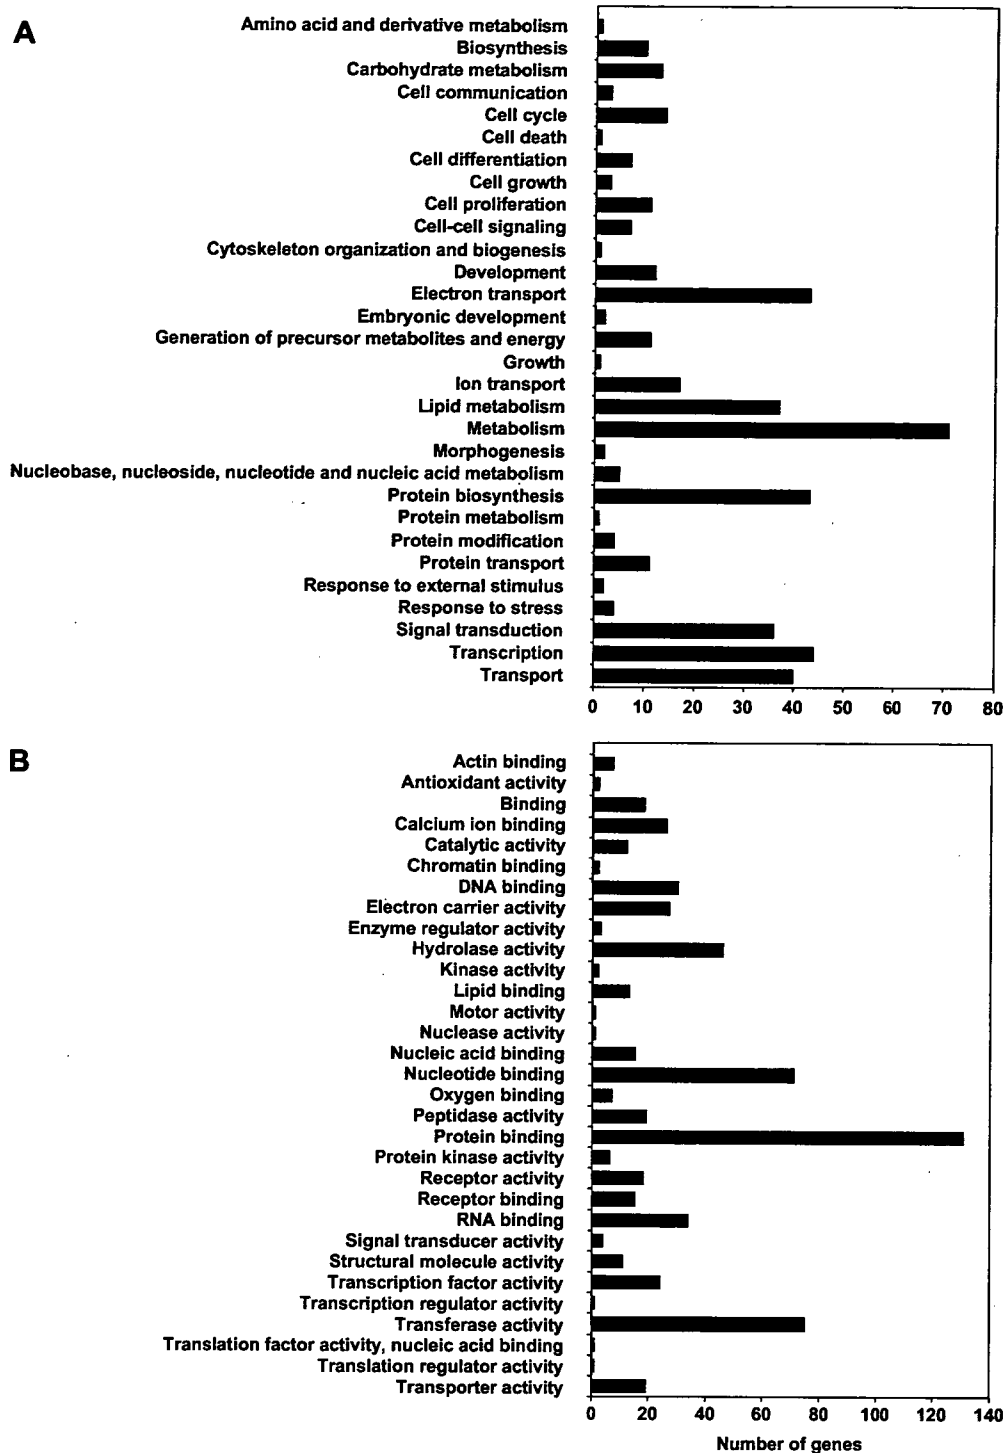 A
Amino acid and derivative metabolism
Biosynthesis
Carbohydrate metabolism
Cell communication
Cell cycle
Cell death
Cell differentiation
Cell growth
Cell proliferation
Cell-cell signaling
Cytoskeleton organization and biogenesis
Development
Electron transport
Embryonic development
Generation of precursor metabolites and energy
Growth
Ion transport
Lipid metabolism
Metabolism
Morphogenesis
Nucleobase, nucleoside, nucleotide and nucleic acid metabolism
Protein biosynthesis
Protein metabolism
Protein modification
Protein transport
Response to external stimulus
Response to stress
Signal transduction
Transcription
Transport
0 10 20 30 40 50 60 70 80
B
Actin binding
Antioxidant activity
Binding
Calcium ion binding
Catalytic activity
Chromatin binding
DNA binding
Electron carrier activity
Enzyme regulator activity
Hydrolase activity
Kinase activity
Lipid binding
Motor activity
Nuclease activity
Nucleic acid binding
Nucleotide binding
Oxygen binding
Peptidase activity
Protein binding
Protein kinase activity
Receptor activity
Receptor binding
RNA binding
Signal transducer activity
Structural molecule activity
Transcription factor activity
Transcription regulator activity
Transferase activity
Translation factor activity, nucleic acid binding
Translation regulator activity
Transporter activity
0 20 40 60 80 100 120 140
Number of genes